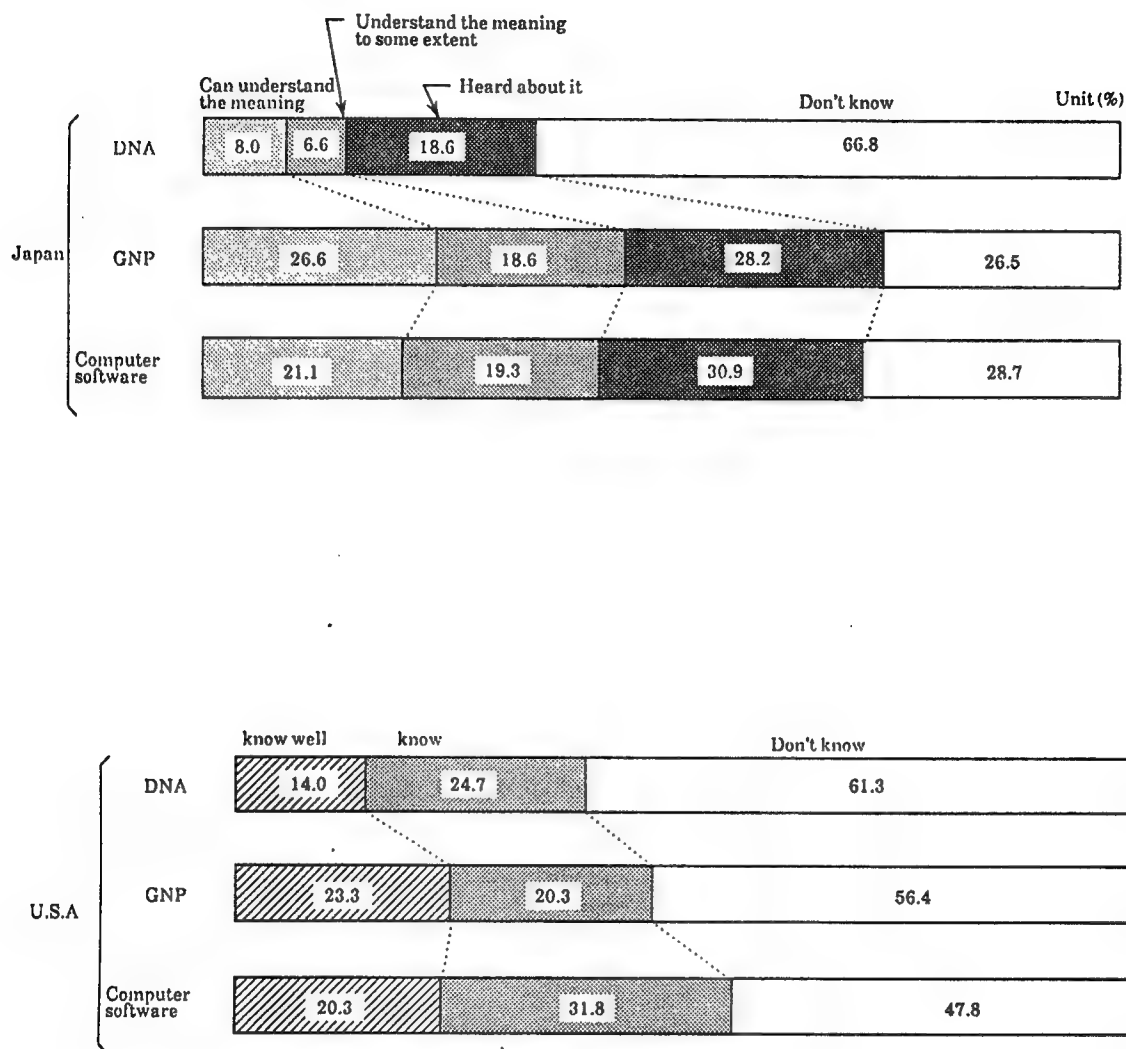 Understand the meaning
to some extent
Can understand
the meaning
Heard about it
Don't know
Unit (%)
Japan
DNA
8.0
6.6
18.6
66.8
GNP
26.6
18.6
28.2
26.5
Computer
software
21.1
19.3
30.9
28.7
know well
know
Don't know
U.S.A
DNA
14.0
24.7
61.3
GNP
23.3
20.3
56.4
Computer
software
20.3
31.8
47.8